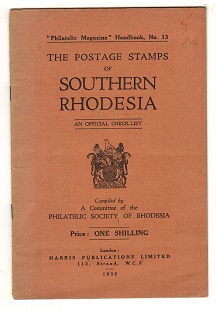 "Philatelic Magazine" Handbook, No. 13
THE POSTAGE STAMPS
OF
SOUTHERN
RHODESIA
AN OFFICIAL CHECK LIST
Compiled by
A Committee of the
PHILATELIC SOCIETY OF RHODESIA
Price: ONE SHILLING
London:
HARRIS PUBLICATIONS LIMITED
112, Strand, W.C.2
1952